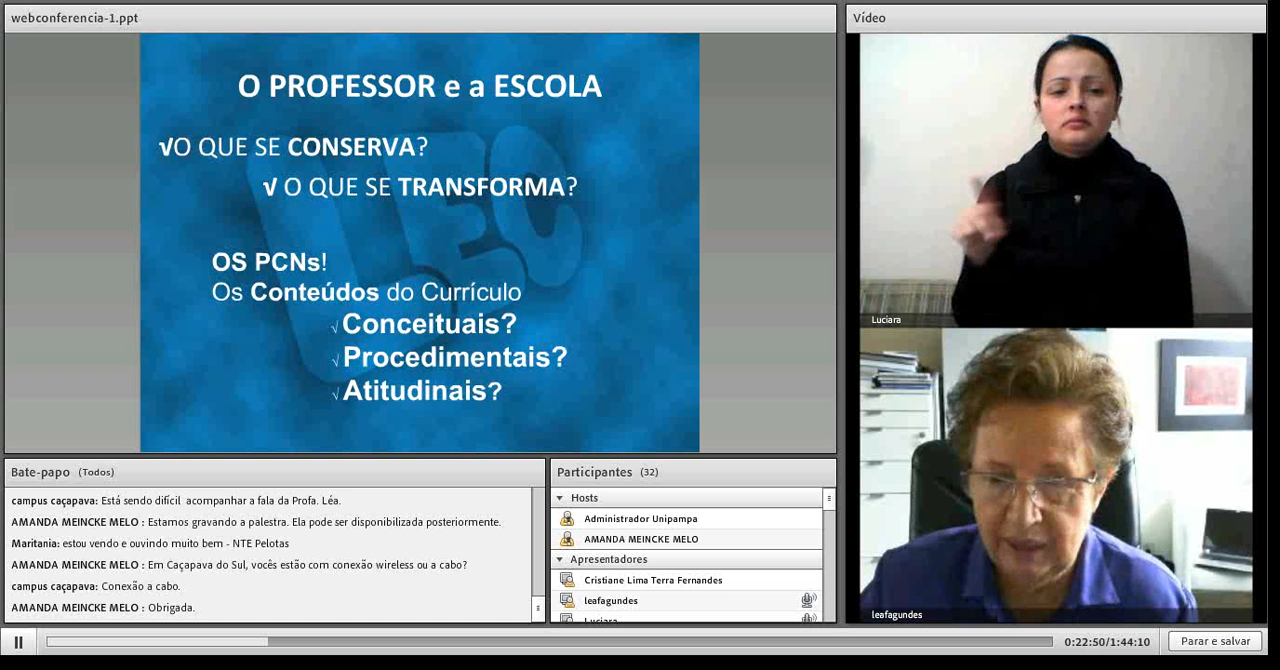 webconferencia-1.ppt
O PROFESSOR e a ESCOLA
√O QUE SE CONSERVA?
√ O QUE SE TRANSFORMA?
OS PCNs!
Os Conteúdos do Currículo
√ Conceituais?
√ Procedimentais?
√ Atitudinais?
LEC
Vídeo
Luciara
leafagundes
Bate-papo (Todos)
campus caçapava: Está sendo difícil acompanhar a fala da Profa. Léa.
AMANDA MEINCKE MELO : Estamos gravando a palestra. Ela pode ser disponibilizada posteriormente.
Maritania: estou vendo e ouvindo muito bem - NTE Pelotas
AMANDA MEINCKE MELO : Em Caçapava do Sul, vocês estão com conexão wireless ou a cabo?
campus caçapava: Conexão a cabo.
AMANDA MEINCKE MELO : Obrigada.
Participantes (32)
Hosts
Administrador Unipampa
AMANDA MEINCKE MELO
Apresentadores
Cristiane Lima Terra Fernandes
leafagundes
Luciara
0:22:50/1:44:10
Parar e salvar